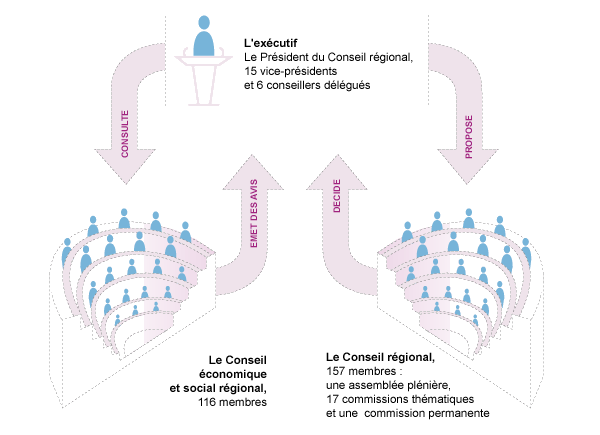 L'exécutif
Le Président du Conseil régional,
15 vice-présidents
et 6 conseillers délégués
CONSULTE
PROPOSE
EMET DES AVIS
DECIDE
Le Conseil
économique
et social régional,
116 membres
Le Conseil régional,
157 membres :
une assemblée plénière,
17 commissions thématiques
et une commission permanente